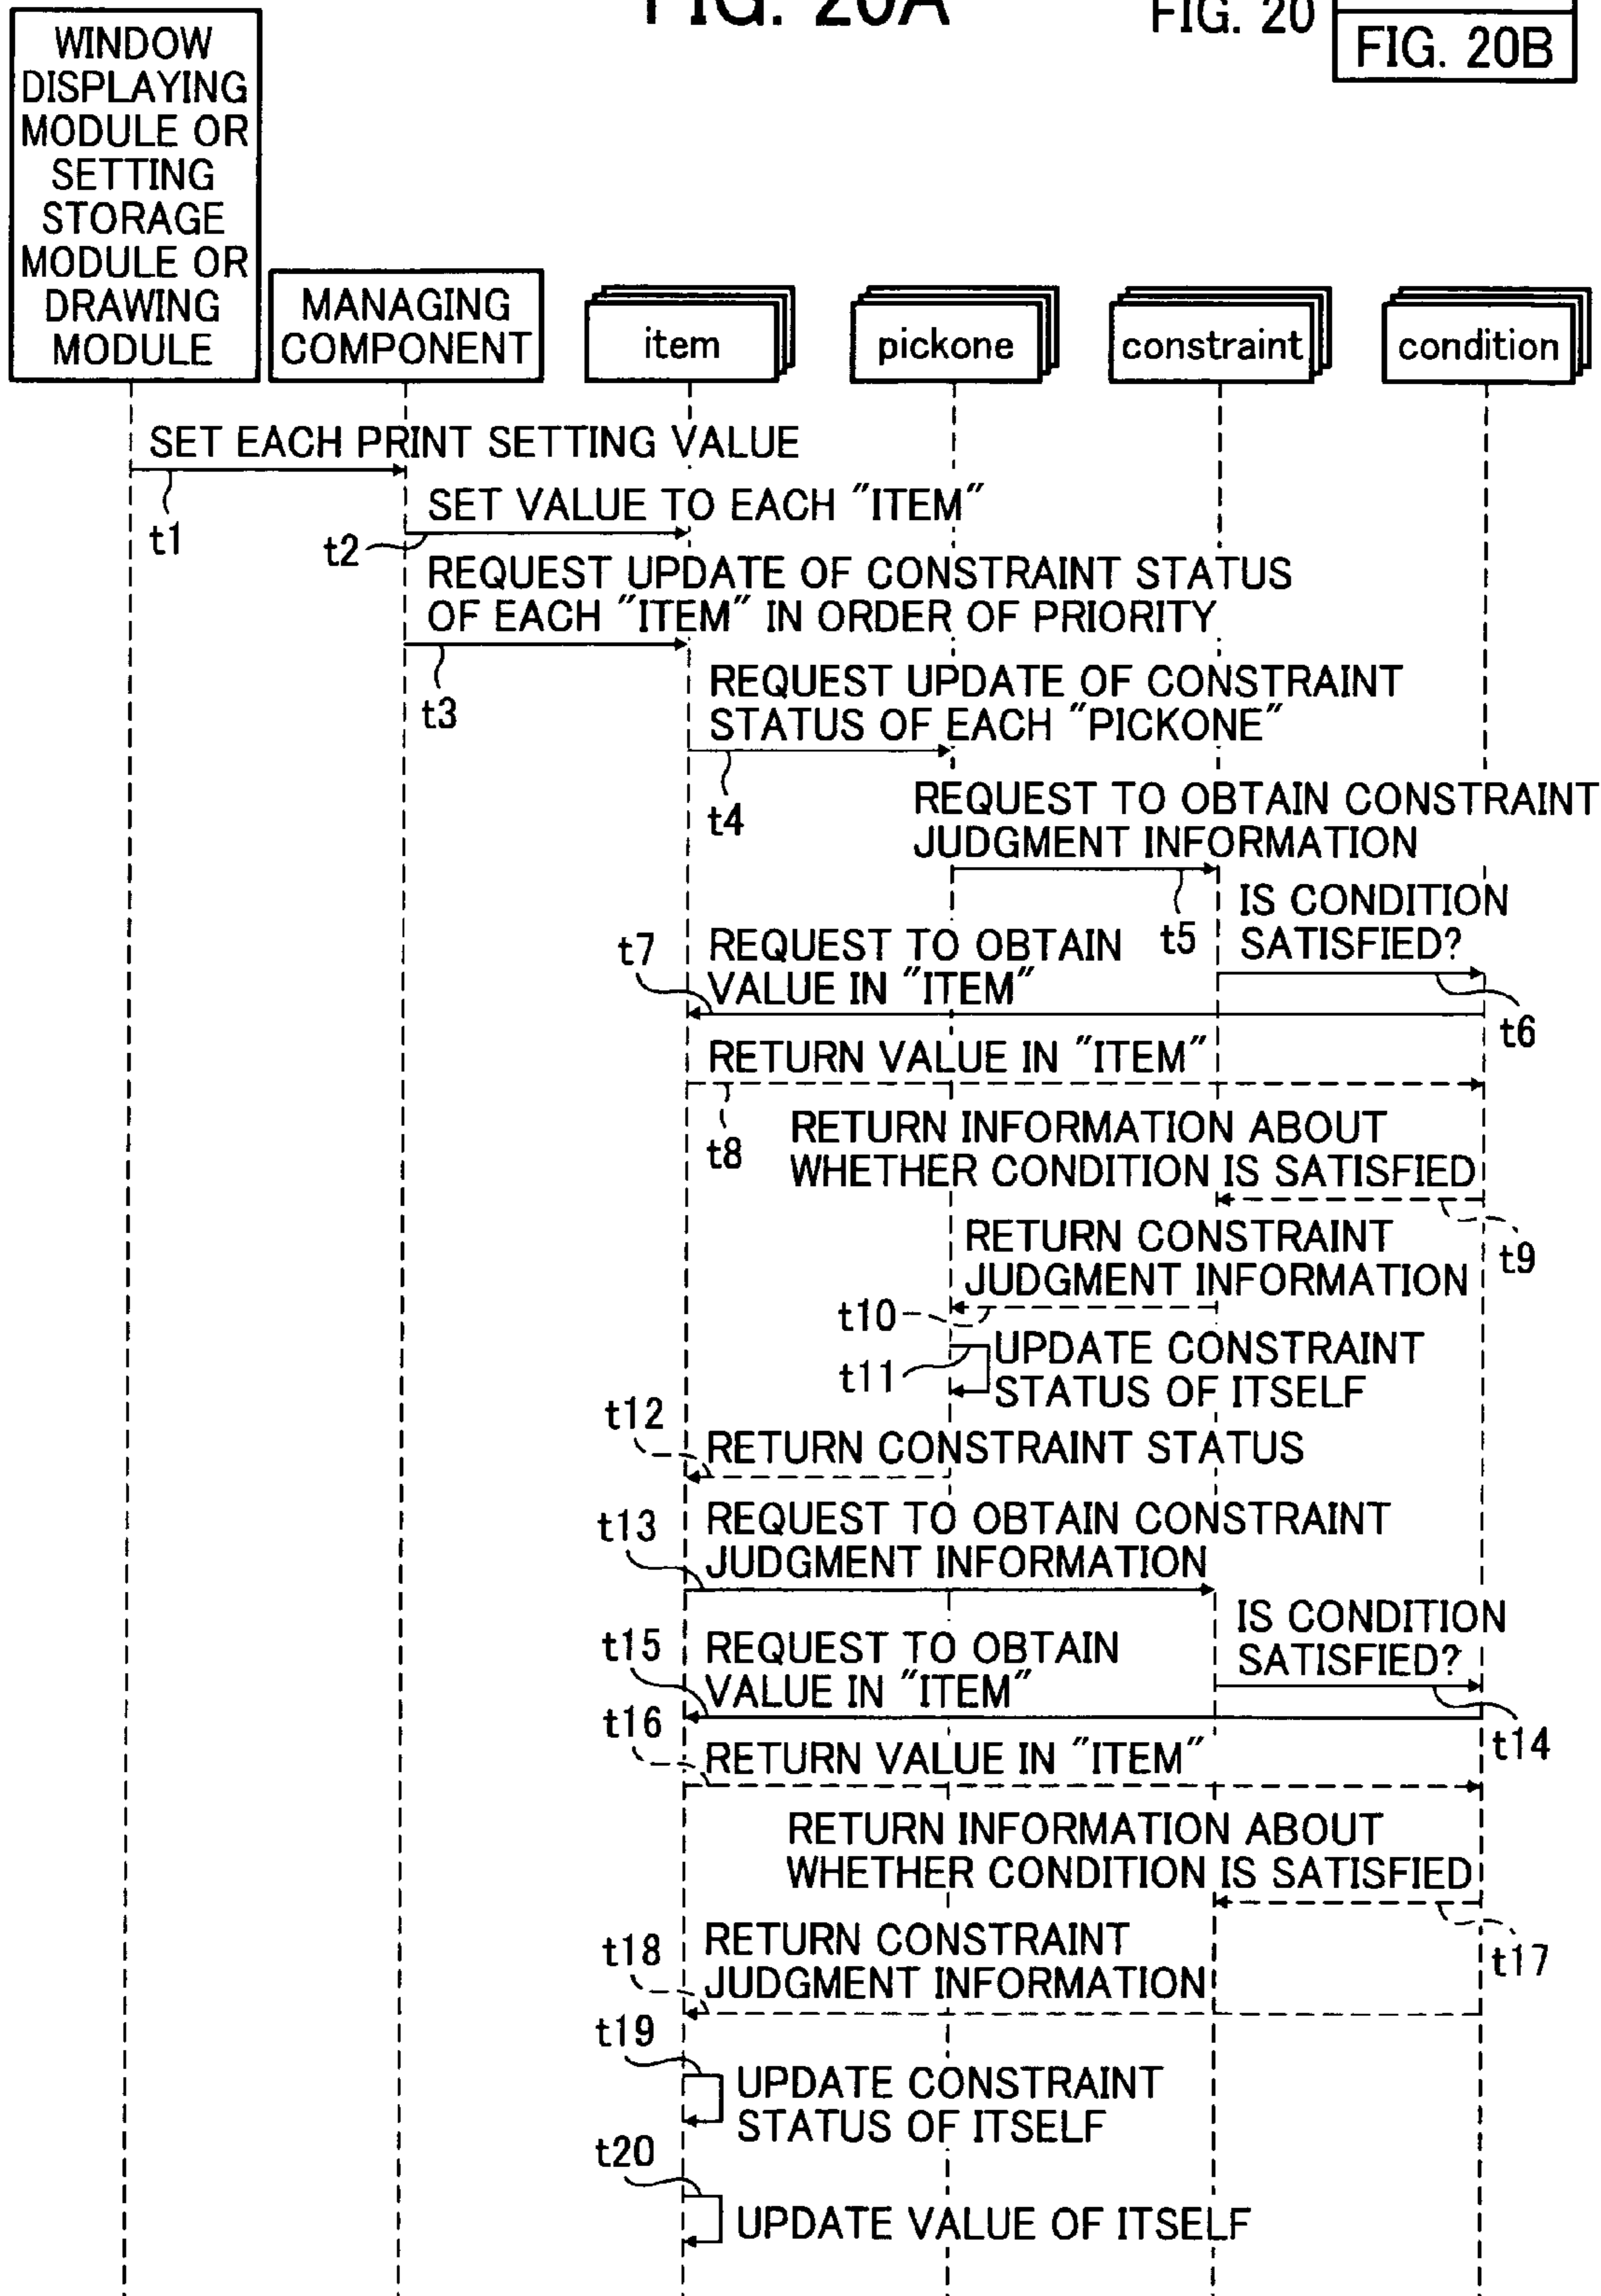 FIG. 20A
FIG. 20
FIG. 20B
WINDOW
DISPLAYING
MODULE OR
SETTING
STORAGE
MODULE OR
DRAWING
MODULE
MANAGING
COMPONENT
item
pickone
constraint
condition
SET EACH PRINT SETTING VALUE
t1
SET VALUE TO EACH "ITEM"
t2
REQUEST UPDATE OF CONSTRAINT STATUS
OF EACH "ITEM" IN ORDER OF PRIORITY
t3
REQUEST UPDATE OF CONSTRAINT
STATUS OF EACH "PICKONE"
t4
REQUEST TO OBTAIN CONSTRAINT
JUDGMENT INFORMATION
t5
IS CONDITION
SATISFIED?
t6
t7
REQUEST TO OBTAIN
VALUE IN "ITEM"
RETURN VALUE IN "ITEM"
t8
RETURN INFORMATION ABOUT
WHETHER CONDITION IS SATISFIED
t9
RETURN CONSTRAINT
JUDGMENT INFORMATION
t10
t11
UPDATE CONSTRAINT
STATUS OF ITSELF
t12
RETURN CONSTRAINT STATUS
t13
REQUEST TO OBTAIN CONSTRAINT
JUDGMENT INFORMATION
IS CONDITION
SATISFIED?
t14
t15
REQUEST TO OBTAIN
VALUE IN "ITEM"
t16
RETURN VALUE IN "ITEM"
RETURN INFORMATION ABOUT
WHETHER CONDITION IS SATISFIED
t17
t18
RETURN CONSTRAINT
JUDGMENT INFORMATION
t19
UPDATE CONSTRAINT
STATUS OF ITSELF
t20
UPDATE VALUE OF ITSELF